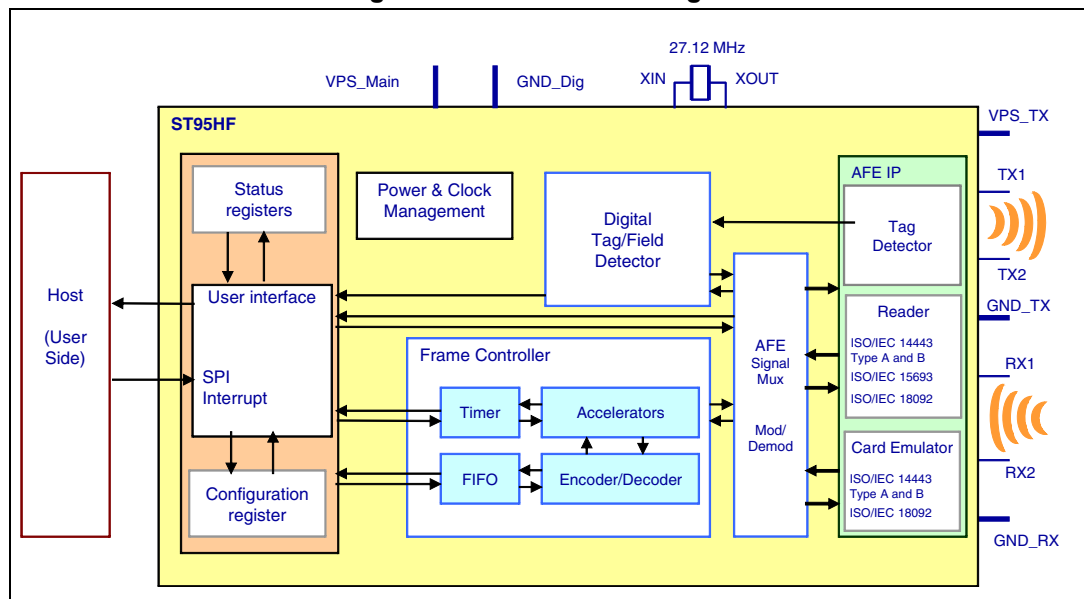 27.12 MHz
VPS_Main
GND_Dig
XIN
XOUT
ST95HF
VPS_TX
Host
(User
Side)
Status
registers
User interface
SPI
Interrupt
Configuration
register
Power & Clock
Management
Digital
Tag/Field
Detector
Frame Controller
Timer
Accelerators
FIFO
Encoder/Decoder
AFE
Signal
Mux
Mod/
Demod
AFE IP
Tag
Detector
Reader
ISO/IEC 14443
Type A and B
ISO/IEC 15693
ISO/IEC 18092
Card Emulator
ISO/IEC 14443
Type A and B
ISO/IEC 18092
TX1
TX2
GND_TX
RX1
RX2
GND_RX